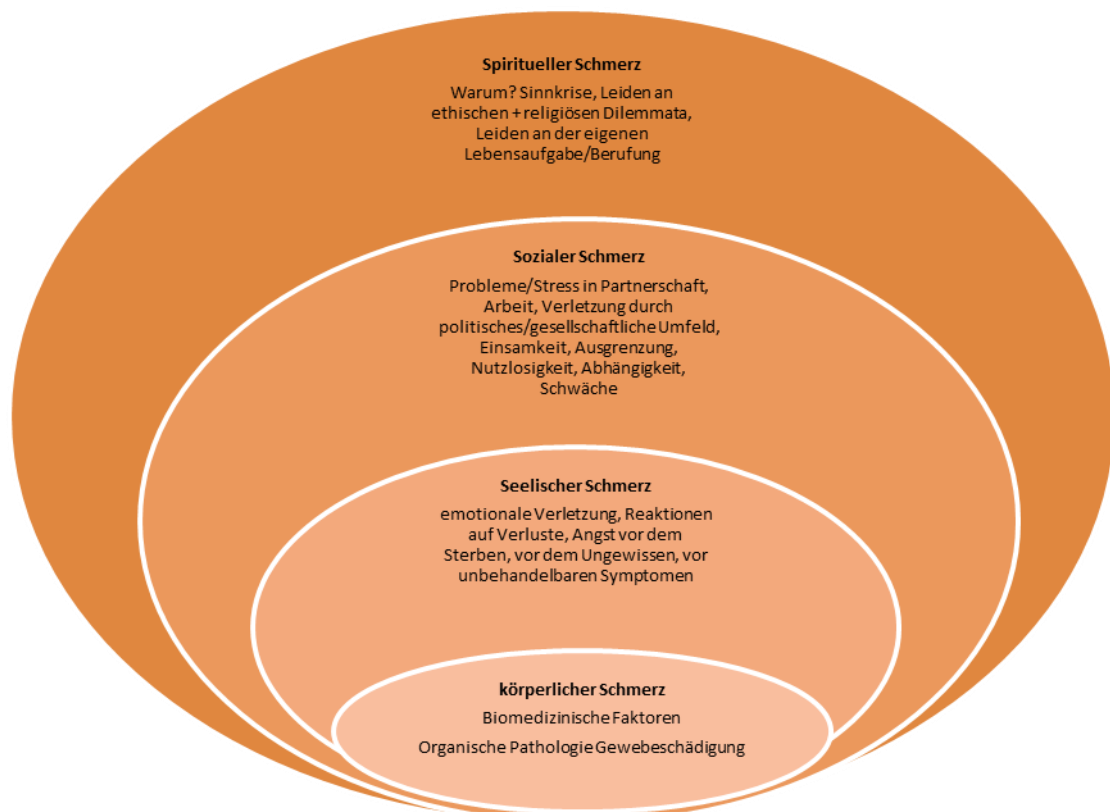 Spiritueller Schmerz
Warum? Sinnkrise, Leiden an
ethischen + religiösen Dilemmata,
Leiden an der eigenen
Lebensaufgabe/Berufung
Sozialer Schmerz
Probleme/Stress in Partnerschaft,
Arbeit, Verletzung durch
politisches/gesellschaftliche Umfeld,
Einsamkeit, Ausgrenzung,
Nutzlosigkeit, Abhängigkeit,
Schwäche
Seelischer Schmerz
emotionale Verletzung, Reaktionen
auf Verluste, Angst vor dem
Sterben, vor dem Ungewissen, vor
unbehandelbaren Symptomen
körperlicher Schmerz
Biomedizinische Faktoren
Organische Pathologie Gewebeschädigung